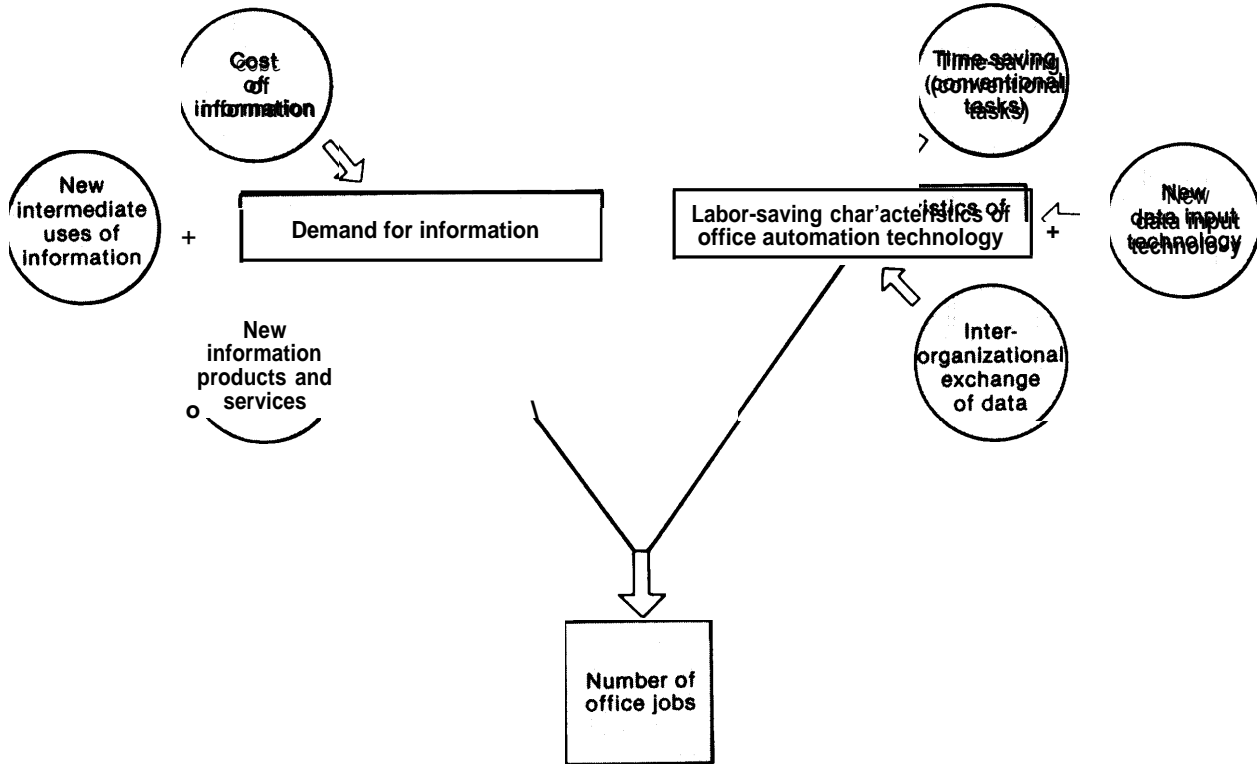 Cost
of
information
Time-saving
(conventional
tasks)
New
intermediate
uses of
information
+
Demand for information
Labor-saving char'acteristics of
office automation technology
+
New
data input
technology
New
information
products and
services
o
Inter-
organizational
exchange
of data
Number of
office jobs